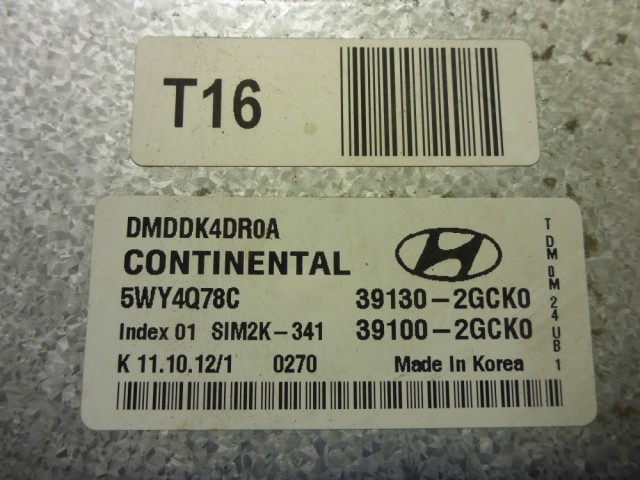 T16
DMDDK4DR0A
CONTINENTAL
5WY4Q78C 39130-2GCK0
Index 01 SIM2K-341 39100-2GCK0
K 11.10.12/1 0270 Made in Korea
T DM 0M 24 UB 1